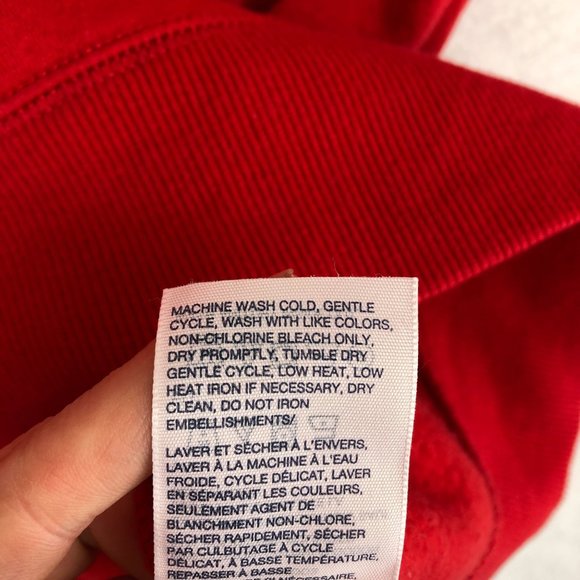 MACHINE WASH COLD, GENTLE
CYCLE, WASH WITH LIKE COLORS,
NON-CHLORINE BLEACH ONLY,
DRY PROMPTLY, TUMBLE DRY
GENTLE CYCLE, LOW HEAT, LOW
HEAT IRON IF NECESSARY, DRY
CLEAN, DO NOT IRON
EMBELLISHMENTS/
LAVER ET SÉCHER À L'ENVERS,
LAVER À LA MACHINE À L'EAU
FROIDE, CYCLE DÉLICAT, LAVER
EN SÉPARANT LES COULEURS,
SEULEMENT AGENT DE
BLANCHIMENT NON-CHLORE,
SÉCHER RAPIDEMENT, SÉCHER
PAR CULBUTAGE À CYCLE
DÉLICAT, À BASSE TEMPÉRATURE,
REPASSER À BASSE
NÉCESSAIRE,